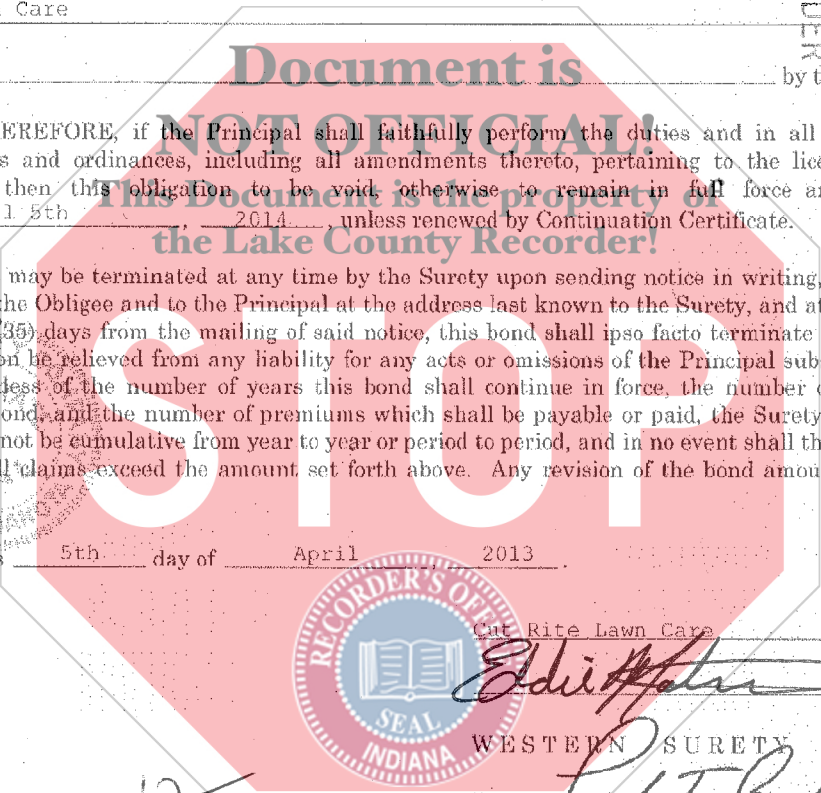 Care
Document is
by t
NOT OFFICIAL!
EREFORE, if the Principal shall faithfully perform the duties and in all
s and ordinances, including all amendments thereto, pertaining to the lice
then this obligation to be void, otherwise to remain in full force a
This Document is the property of
l 5th , 2014 , unless renewed by Continuation Certificate.
the Lake County Recorder!
may be terminated at any time by the Surety upon sending notice in writing,
the Obligee and to the Principal at the address last known to the Surety, and at
(35) days from the mailing of said notice, this bond shall ipso facto terminate
on be relieved from any liability for any acts or omissions of the Principal sub
dless of the number of years this bond shall continue in force, the number
ond, and the number of premiums which shall be payable or paid, the Surety
not be cumulative from year to year or period to period, and in no event shall th
ll claims exceed the amount set forth above. Any revision of the bond amou
STOP
5th day of April , 2013 .
RECORDER'S OFFICE
SEAL
INDIANA
Cut Rite Lawn Care
Eddie
WESTERN SURETY